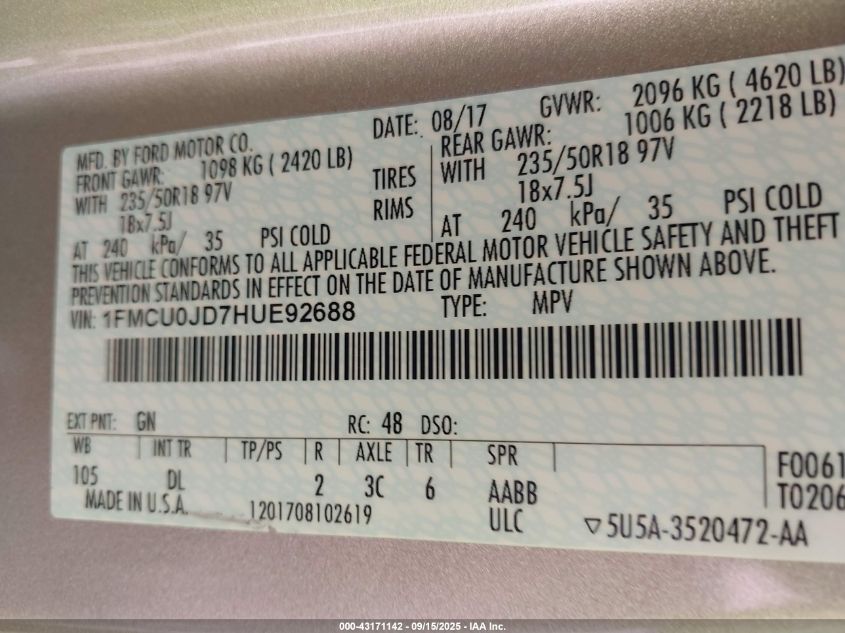 MFD. BY FORD MOTOR CO.
DATE: 08/17 GVWR: 2096 KG ( 4620 LB)
FRONT GAWR: 1098 KG ( 2420 LB)
REAR GAWR: 1006 KG ( 2218 LB)
WITH 235/50R18 97V TIRES WITH 235/50R18 97V
18x7.5J RIMS 18x7.5J
AT 240 kPa/ 35 PSI COLD AT 240 kPa/ 35 PSI COLD
THIS VEHICLE CONFORMS TO ALL APPLICABLE FEDERAL MOTOR VEHICLE SAFETY AND THEFT
PREVENTION STANDARDS IN EFFECT ON THE DATE OF MANUFACTURE SHOWN ABOVE.
VIN: 1FMCU0JD7HUE92688 TYPE: MPV
EXT PNT: GN RC: 48 DSO:
WB INT TR TP/PS R AXLE TR SPR
105 DL 2 3C 6 AABB
F0061
T0206
MADE IN U.S.A. 1201708102619 ULC ▽5U5A-3520472-AA
000-43171142 - 09/15/2025 - IAA Inc.